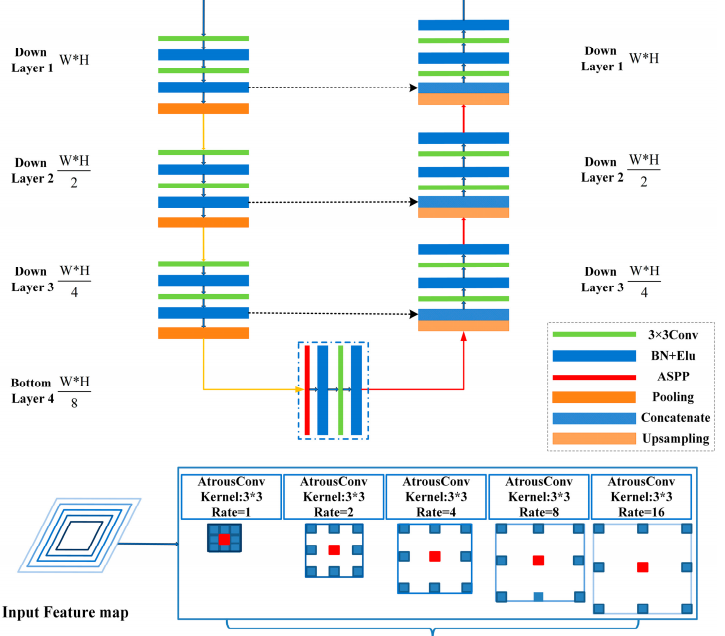 Down
Layer 1
W*H
Down
Layer 1
W*H
Down
Layer 2
W*H
2
Down
Layer 2
W*H
2
Down
Layer 3
W*H
4
Down
Layer 3
W*H
4
Bottom
Layer 4
W*H
8
3×3Conv
BN+Elu
ASPP
Pooling
Concatenate
Upsampling
AtrousConv
Kernel:3*3
Rate=1
AtrousConv
Kernel:3*3
Rate=2
AtrousConv
Kernel:3*3
Rate=4
AtrousConv
Kernel:3*3
Rate=8
AtrousConv
Kernel:3*3
Rate=16
Input Feature map